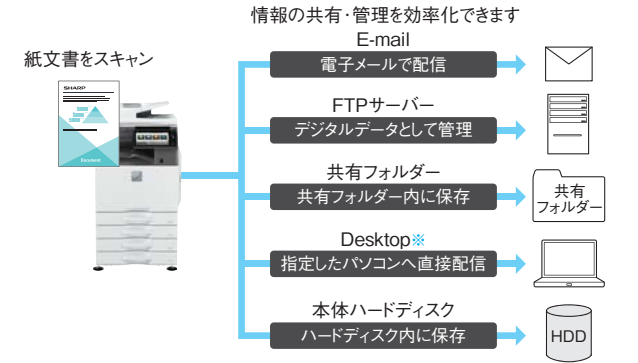 情報の共有･管理を効率化できます
紙文書をスキャン
SHARP
Document
E-mail
電子メールで配信
FTPサーバー
デジタルデータとして管理
共有フォルダー
共有フォルダー内に保存
共有
フォルダー
Desktop※
指定したパソコンへ直接配信
本体ハードディスク
ハードディスク内に保存
HDD